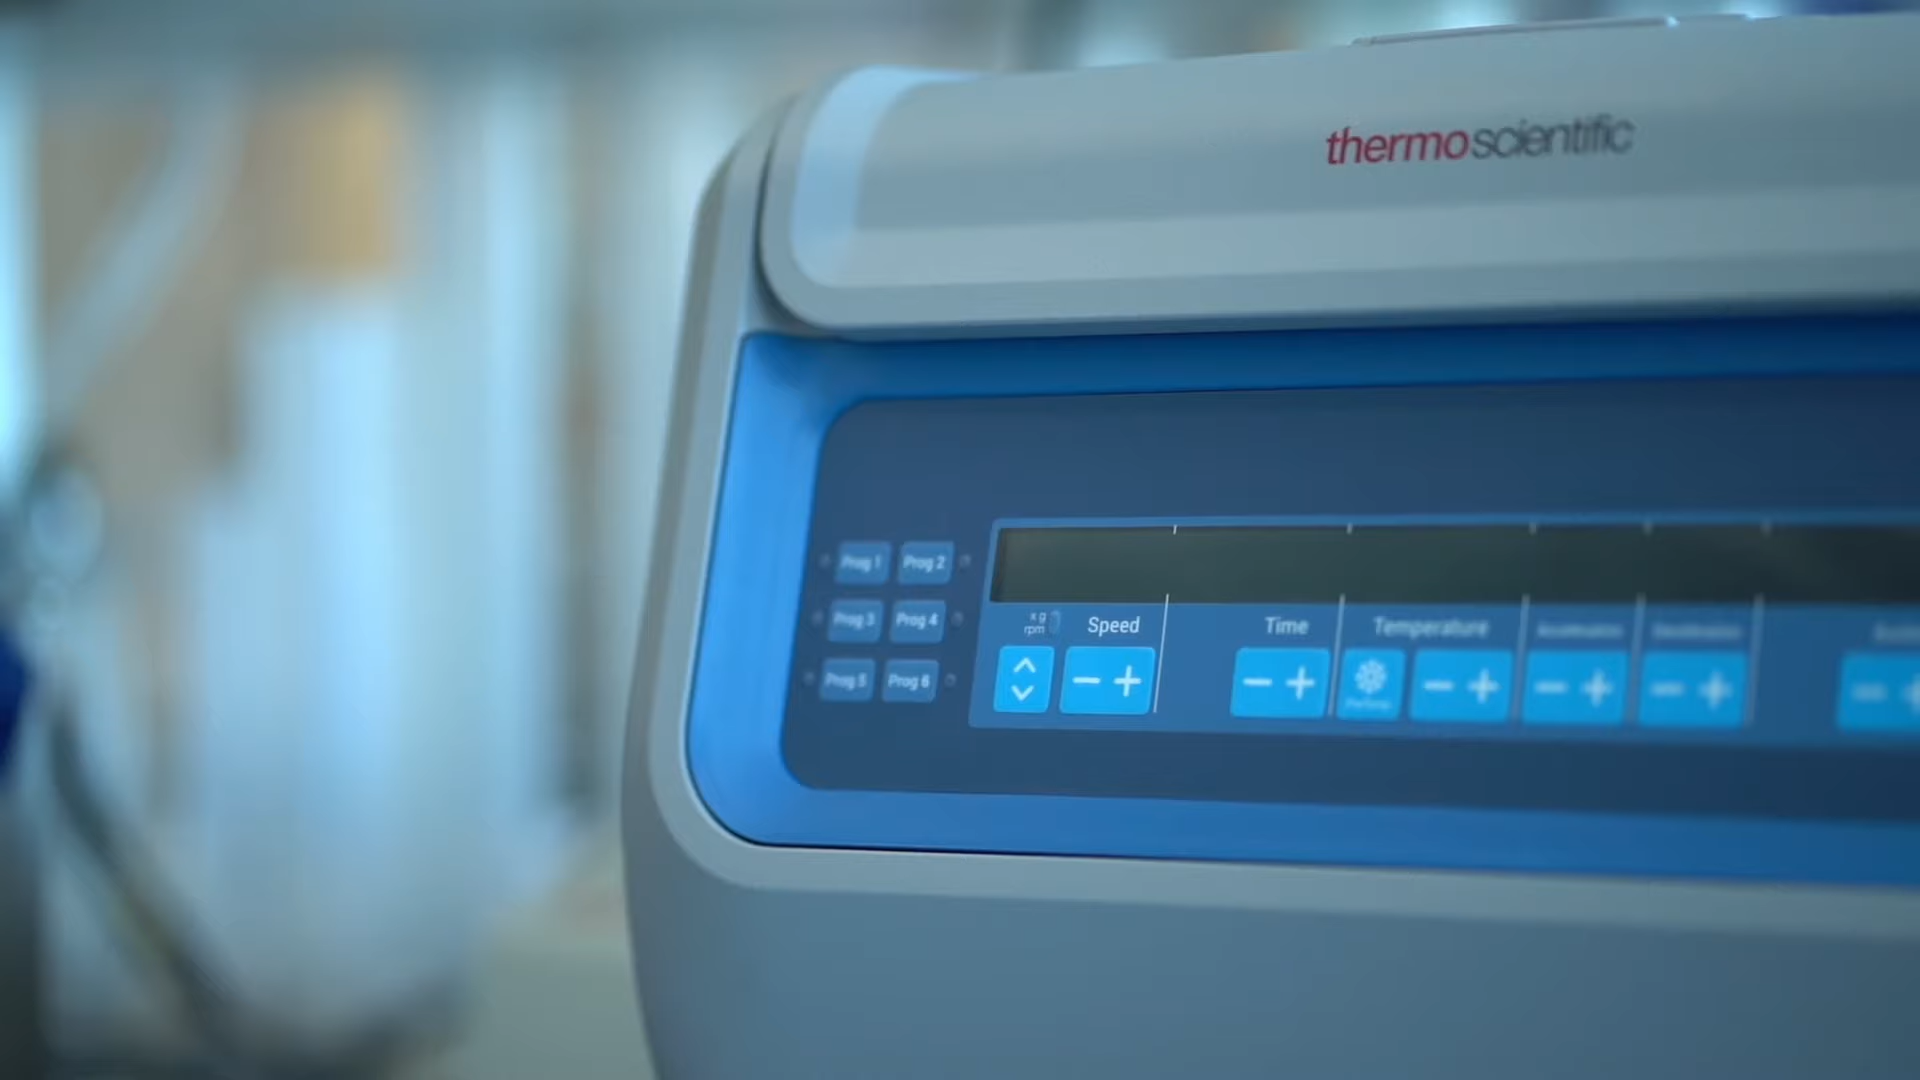 thermoscientific
Prog 1 Prog 2
Prog 3 Prog 4
Prog 5 Prog 6
x g
rpm
Speed
Time
Temperature
− +
− +
− +
− +
− +
−